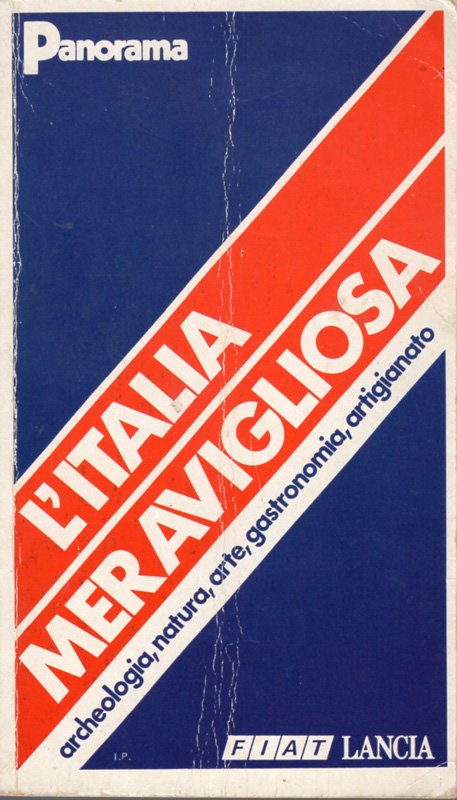 Panorama
L'ITALIA
MERAVIGLIOSA
archeologia, natura, arte, gastronomia, artigianato
I.P.
FIAT LANCIA